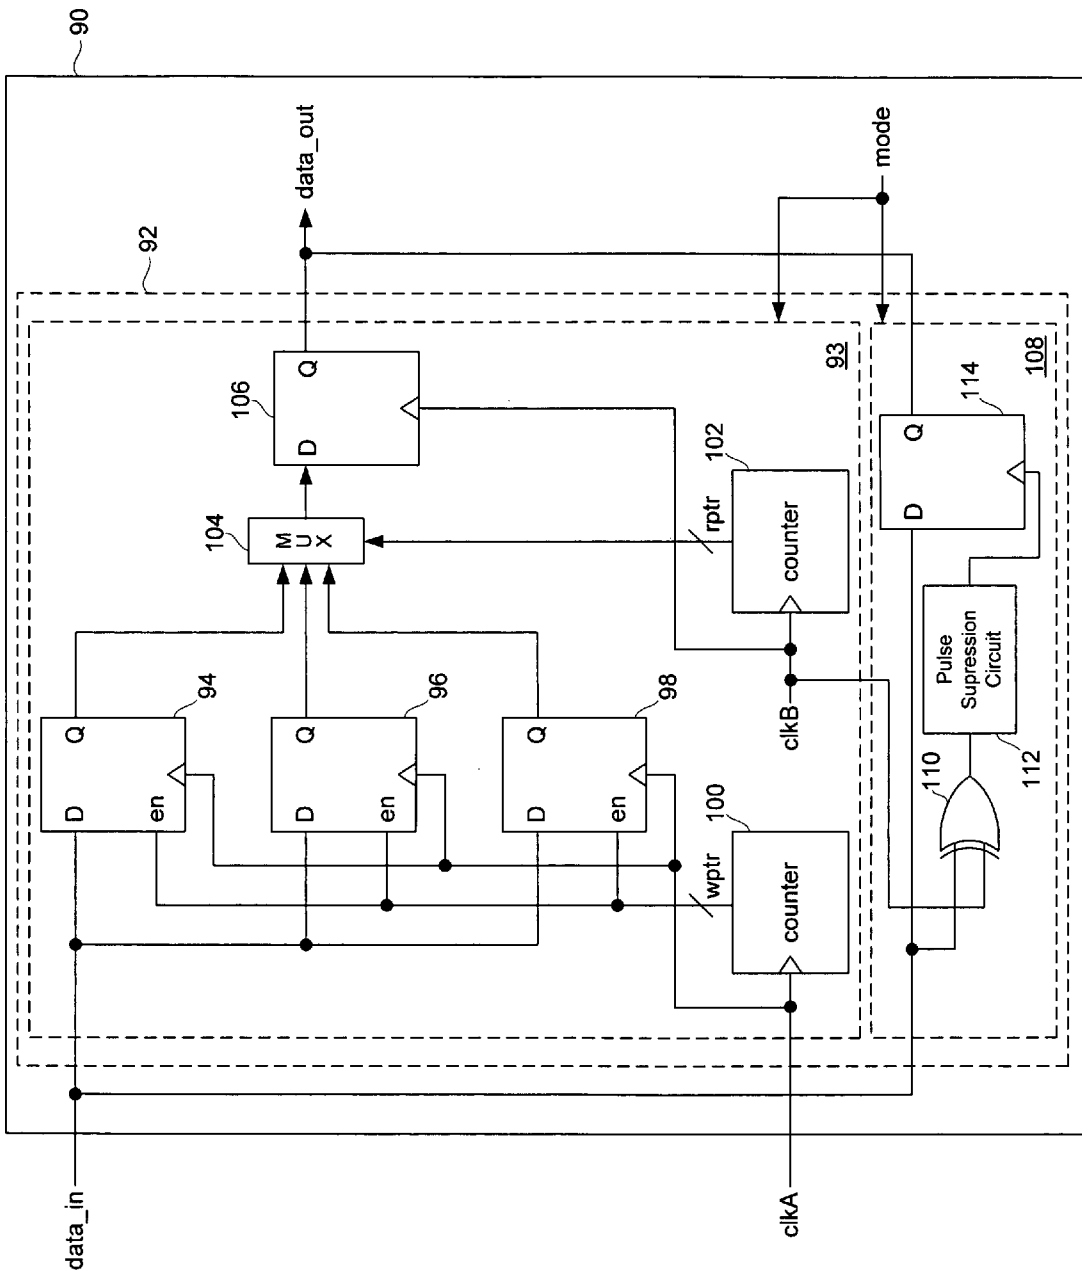 90
92
data_in
D
Q
en
94
D
Q
en
96
D
Q
en
98
104
M
U
X
106
D
Q
data_out
wptr
100
counter
clkA
rptr
102
counter
clkB
93
mode
110
Pulse
Supression
Circuit
112
D
Q
114
108